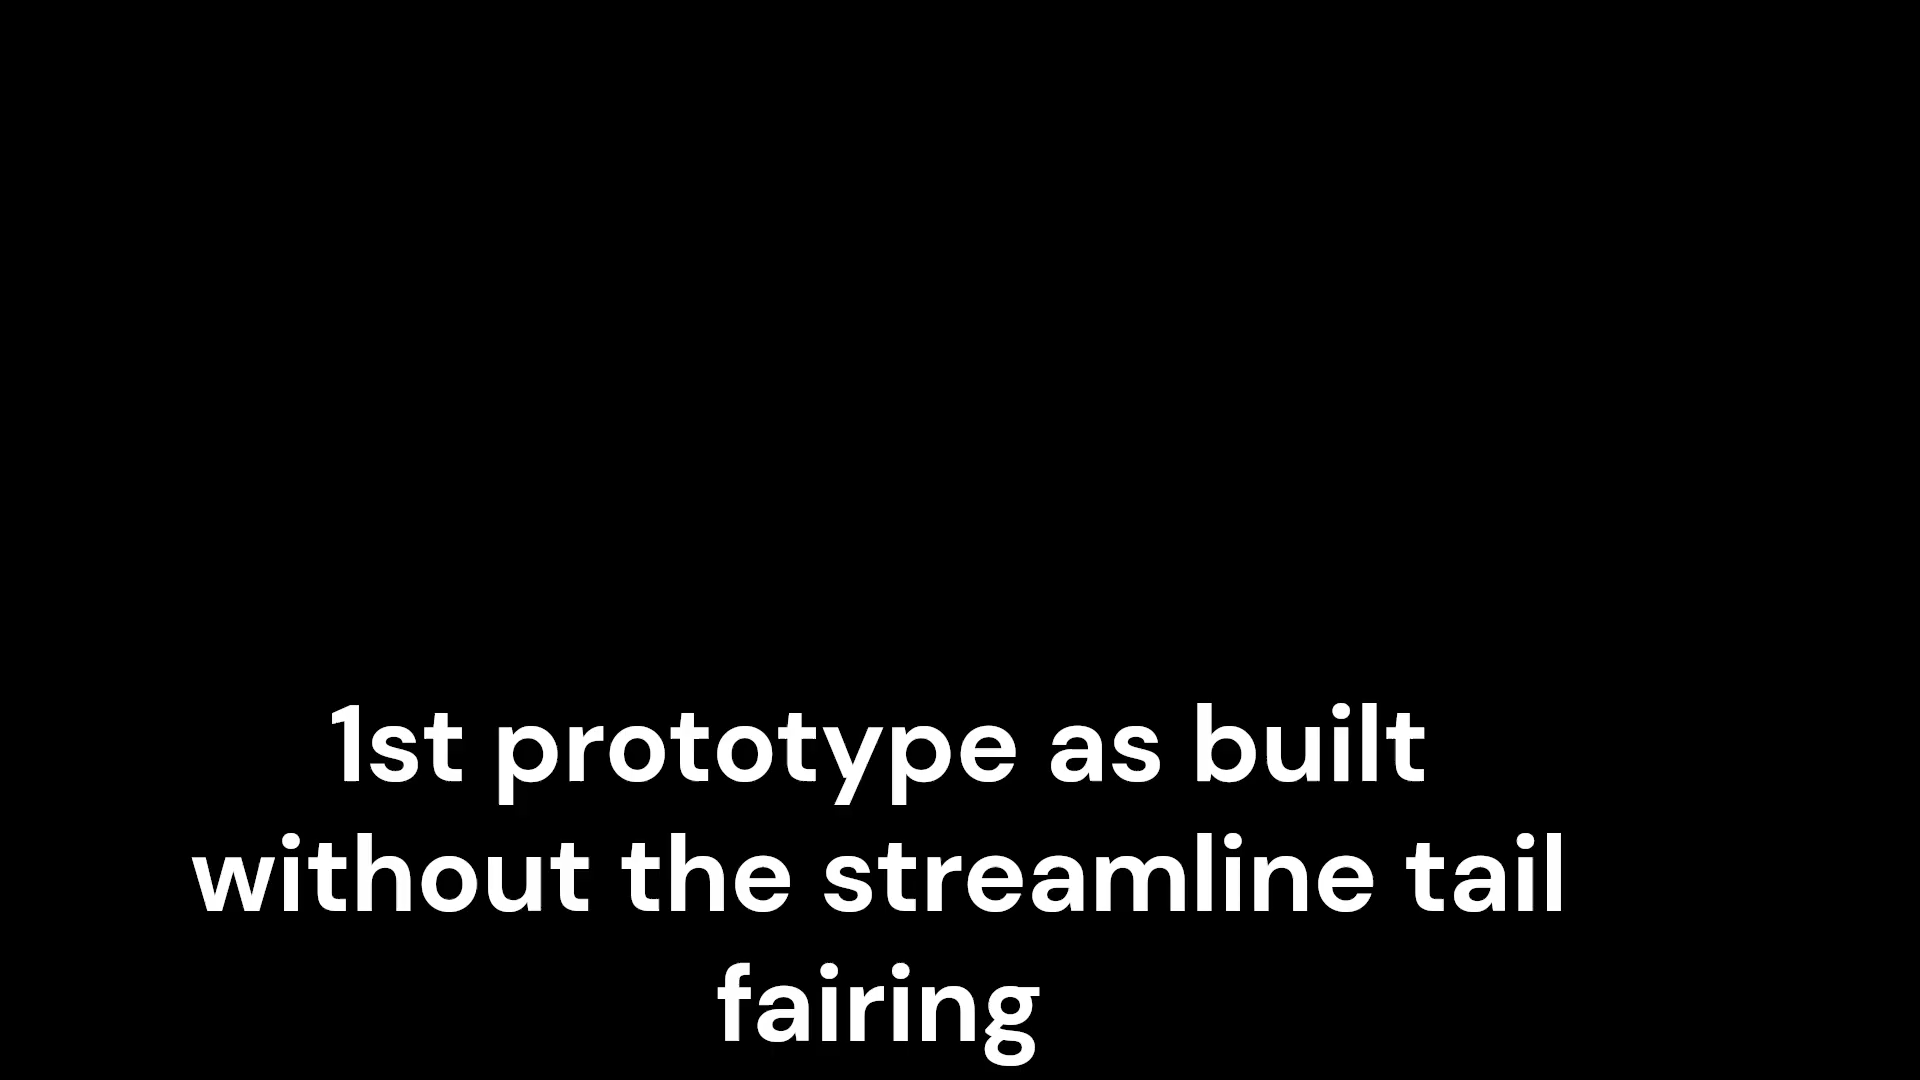 1st prototype as built
without the streamline tail
fairing